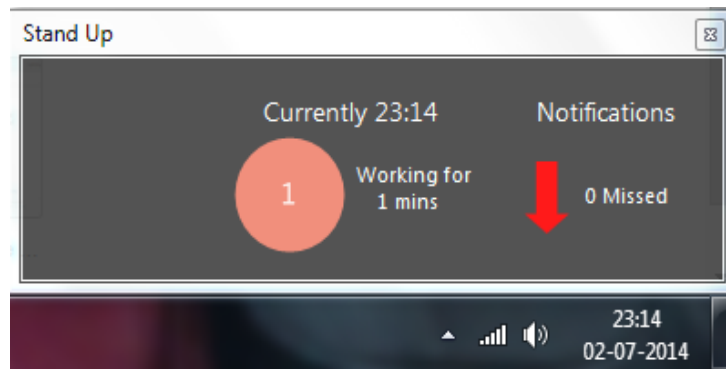 Stand Up
Currently 23:14
Notifications
1
Working for
1 mins
0 Missed
23:14
02-07-2014